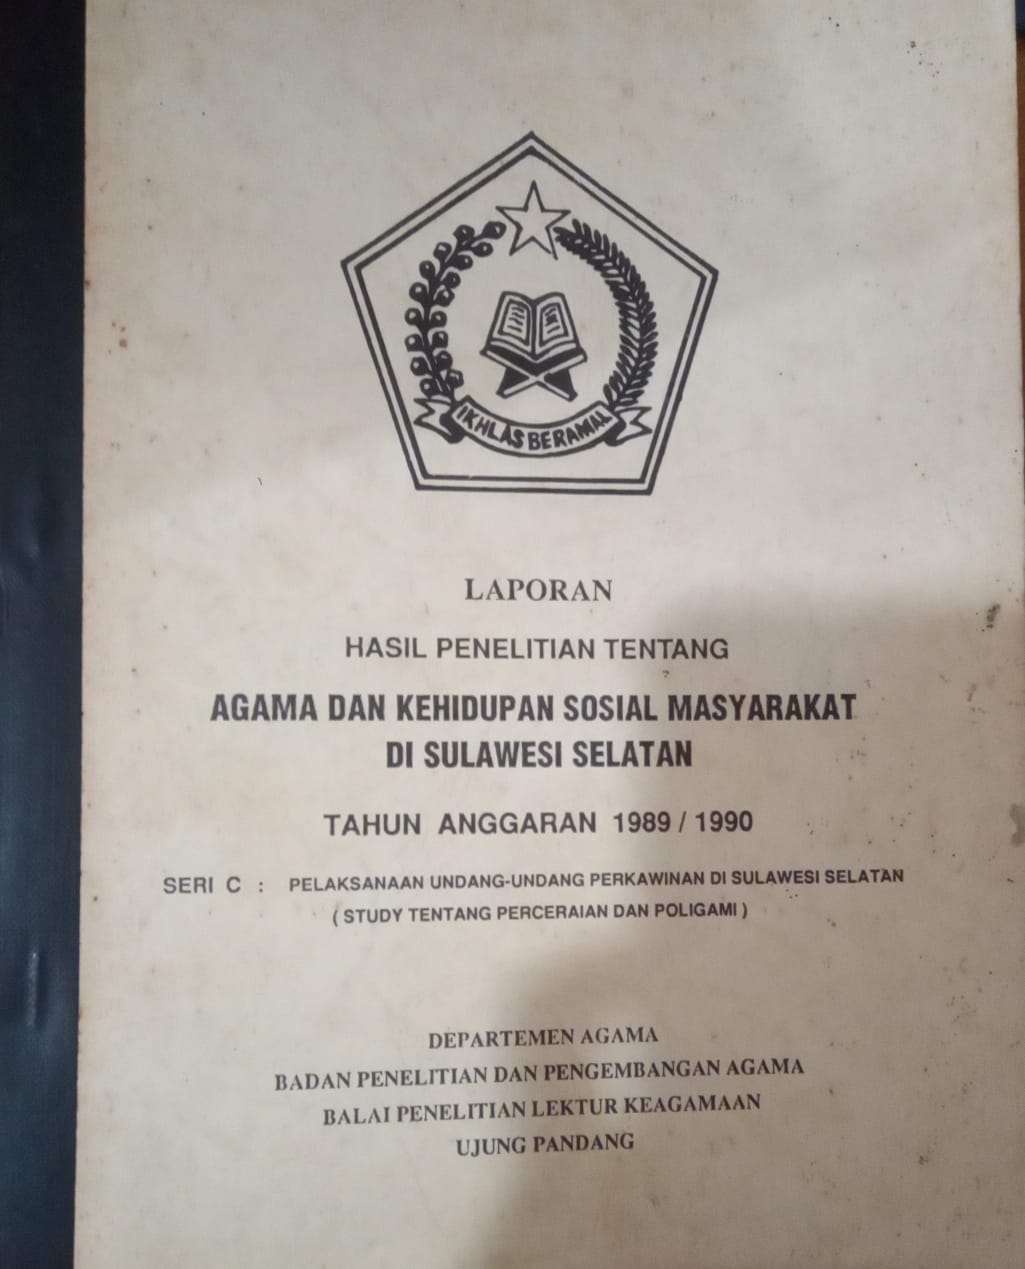 IKHLAS BERAMAL
LAPORAN
HASIL PENELITIAN TENTANG
AGAMA DAN KEHIDUPAN SOSIAL MASYARAKAT
DI SULAWESI SELATAN
TAHUN ANGGARAN 1989 / 1990
SERI C : PELAKSANAAN UNDANG-UNDANG PERKAWINAN DI SULAWESI SELATAN
( STUDY TENTANG PERCERAIAN DAN POLIGAMI )
DEPARTEMEN AGAMA
BADAN PENELITIAN DAN PENGEMBANGAN AGAMA
BALAI PENELITIAN LEKTUR KEAGAMAAN
UJUNG PANDANG